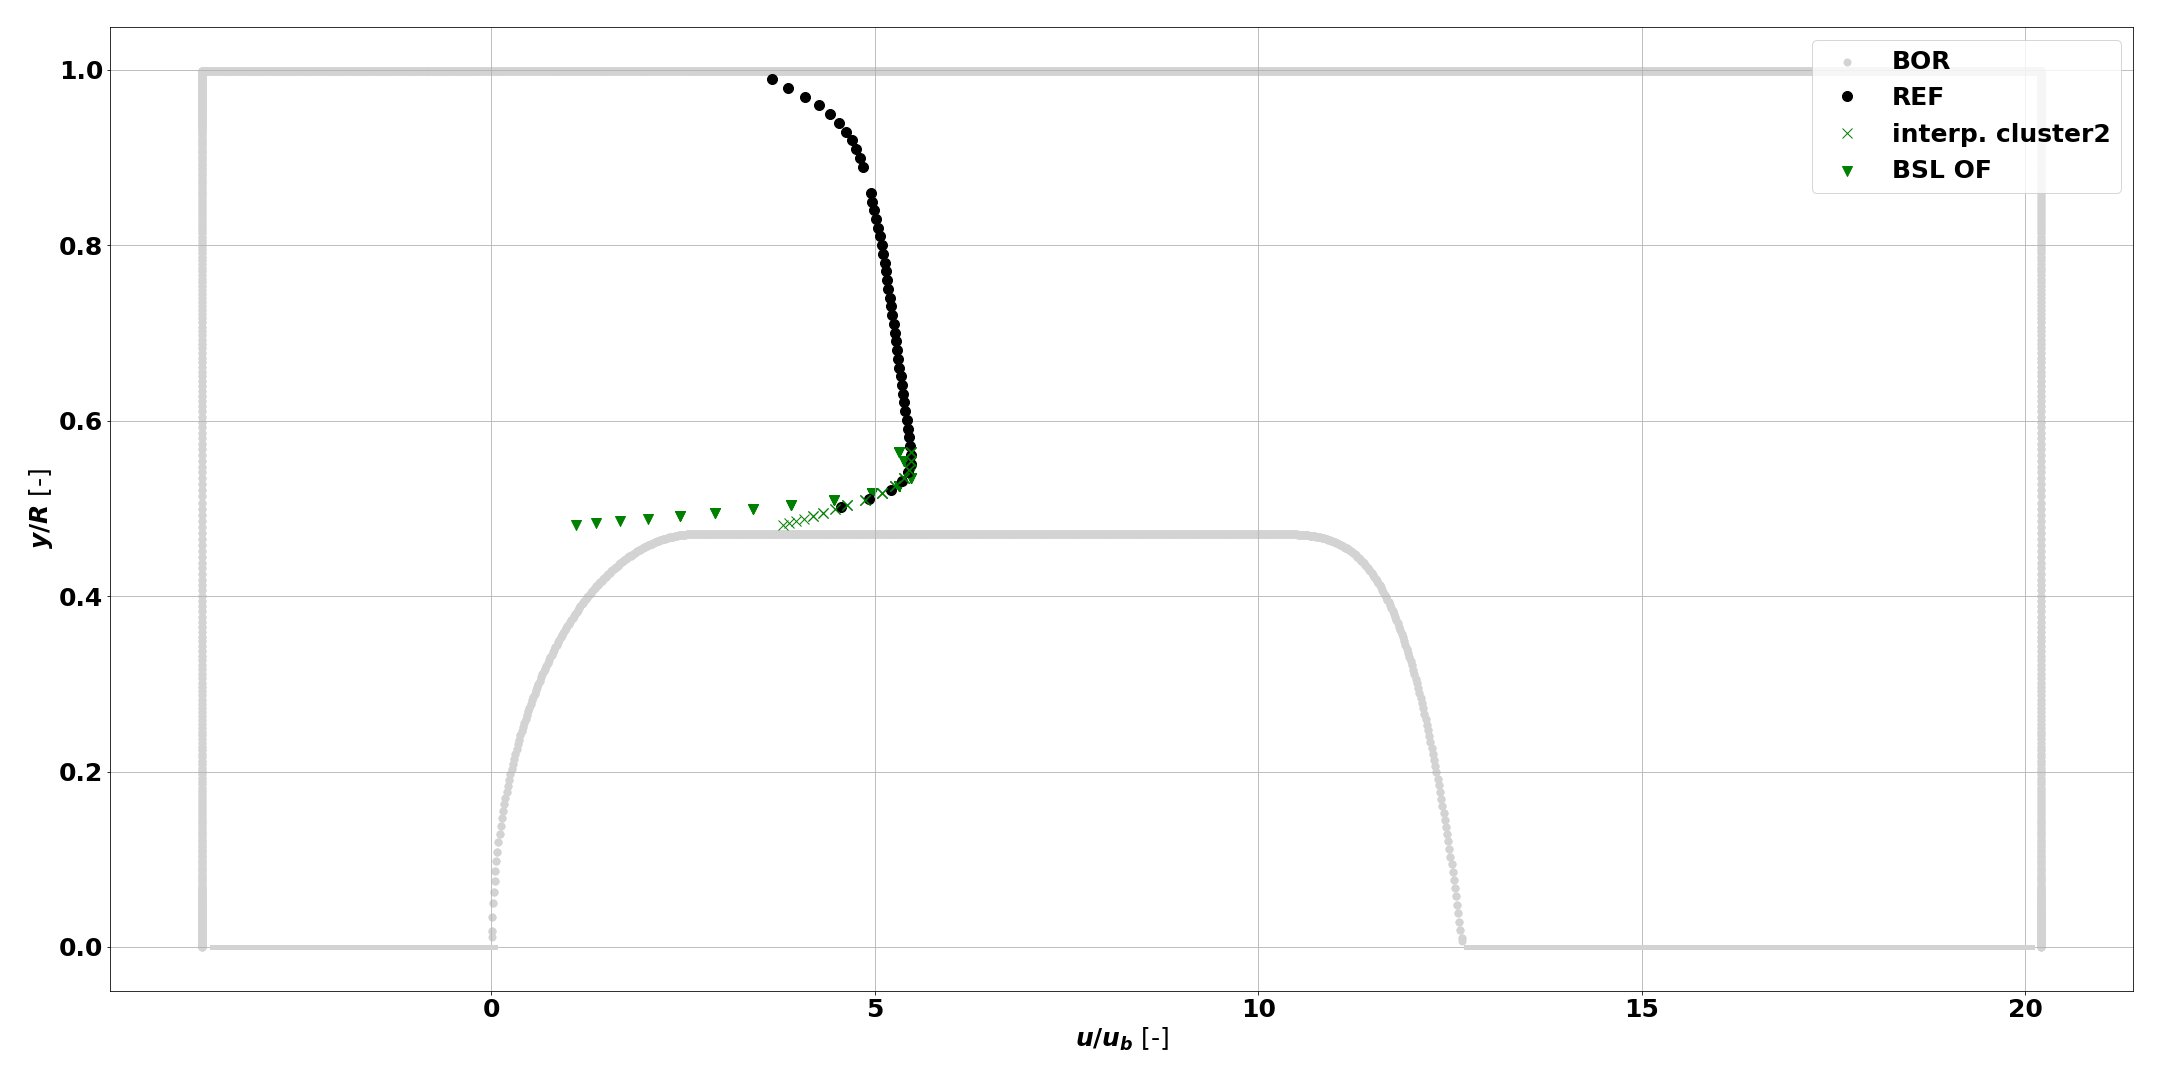 1.0
0.8
0.6
0.4
0.2
0.0
y/R [-]
0 5 10 15 20
u/u_b [-]
BOR
REF
interp. cluster2
BSL OF